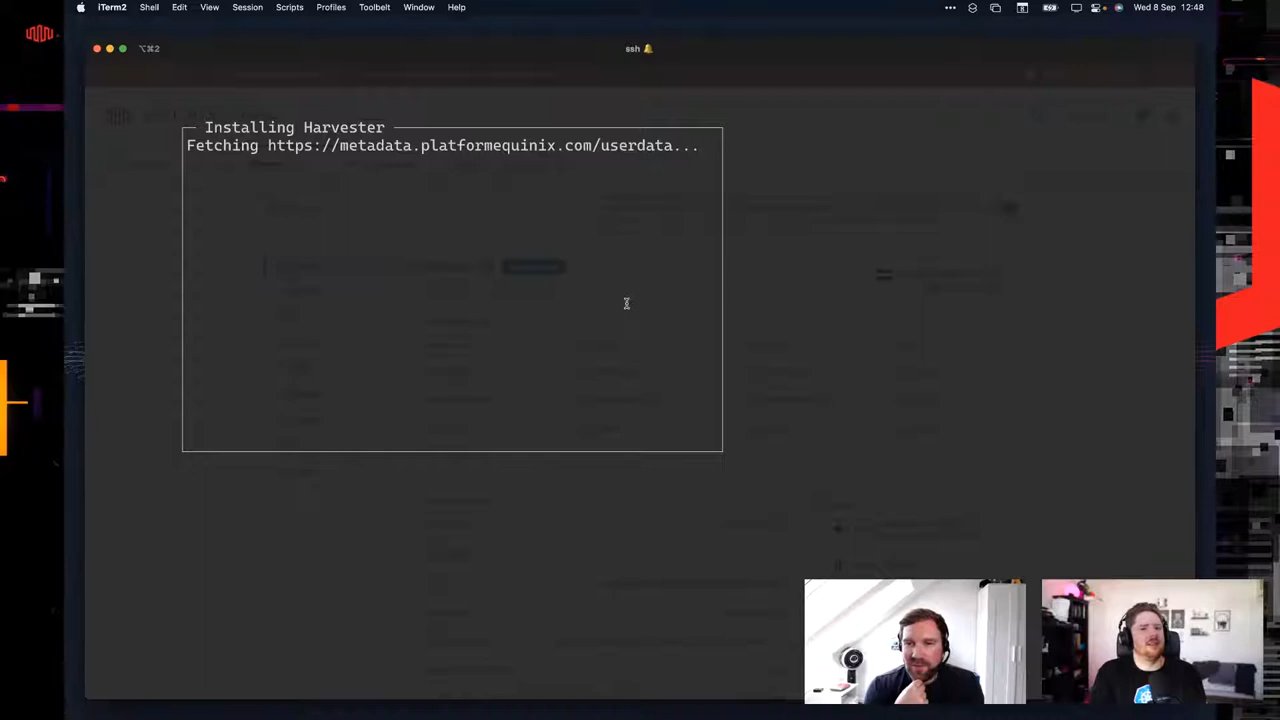 iTerm2 Shell Edit View Session Scripts Profiles Toolbelt Window Help
Wed 8 Sep 12:48
⌥⌘2
ssh 🔔
Installing Harvester
Fetching https://metadata.platformequinix.com/userdata...